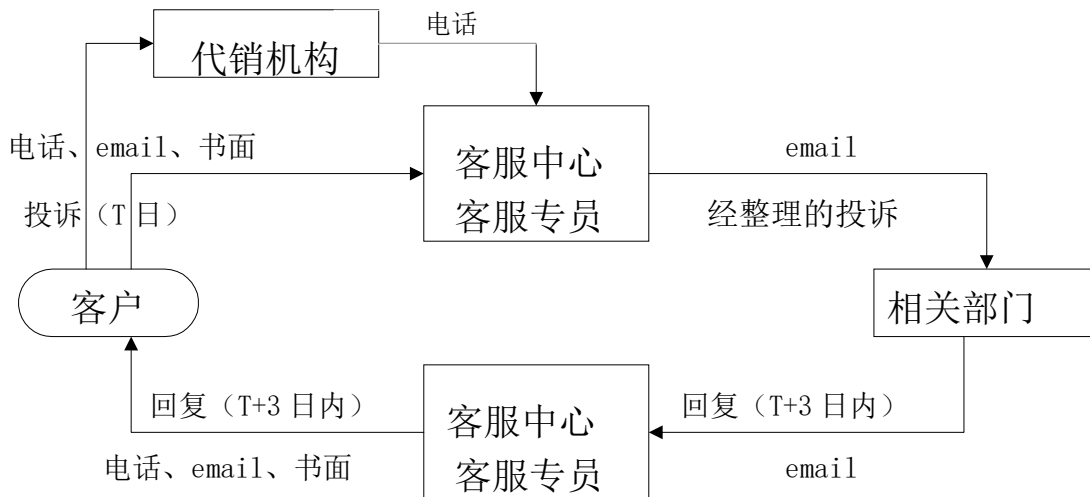 电话
代销机构
电话、email、书面
投诉（T 日）
客服中心
客服专员
email
经整理的投诉
客户
相关部门
回复（T+3 日内）
电话、email、书面
客服中心
客服专员
回复（T+3 日内）
email